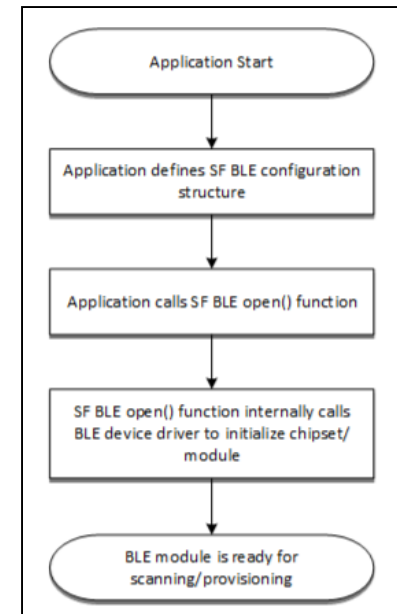 Application Start
Application defines SF BLE configuration
structure
Application calls SF BLE open() function
SF BLE open() function internally calls
BLE device driver to initialize chipset/
module
BLE module is ready for
scanning/provisioning